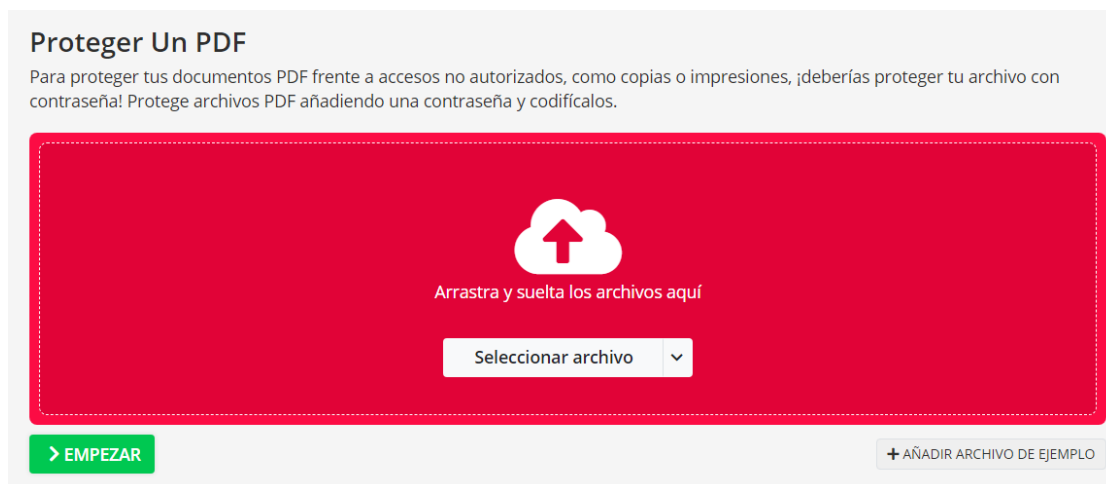 Proteger Un PDF
Para proteger tus documentos PDF frente a accesos no autorizados, como copias o impresiones, ¡deberías proteger tu archivo con
contraseña! Protege archivos PDF añadiendo una contraseña y codifícalos.
Arrastra y suelta los archivos aquí
Seleccionar archivo
EMPEZAR
+ AÑADIR ARCHIVO DE EJEMPLO